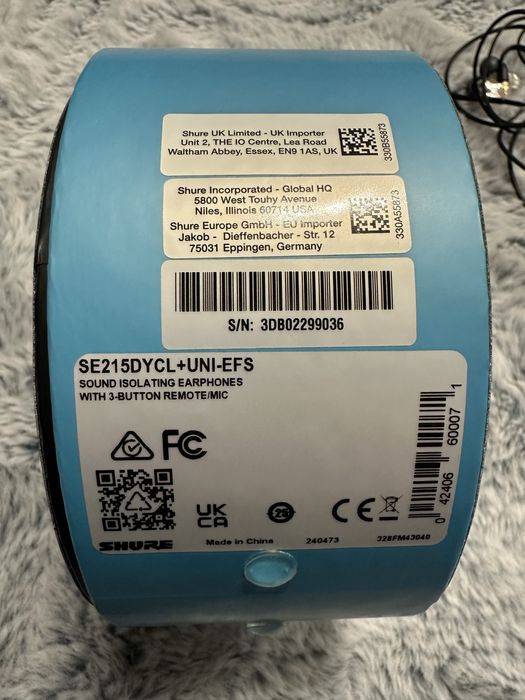 Shure UK Limited - UK Importer
Unit 2, THE IO Centre, Lea Road
Waltham Abbey, Essex, EN9 1AS, UK
330B55873
Shure Incorporated - Global HQ
5800 West Touhy Avenue
Niles, Illinois 60714 USA
Shure Europe GmbH - EU Importer
Jakob - Dieffenbacher - Str. 12
75031 Eppingen, Germany
330A55873
S/N: 3DB02299036
SE215DYCL+UNI-EFS
SOUND ISOLATING EARPHONES
WITH 3-BUTTON REMOTE/MIC
FC
UK
CA
25
CE
0 42406 60007 1
SHURE
Made in China
240473
328FM43040